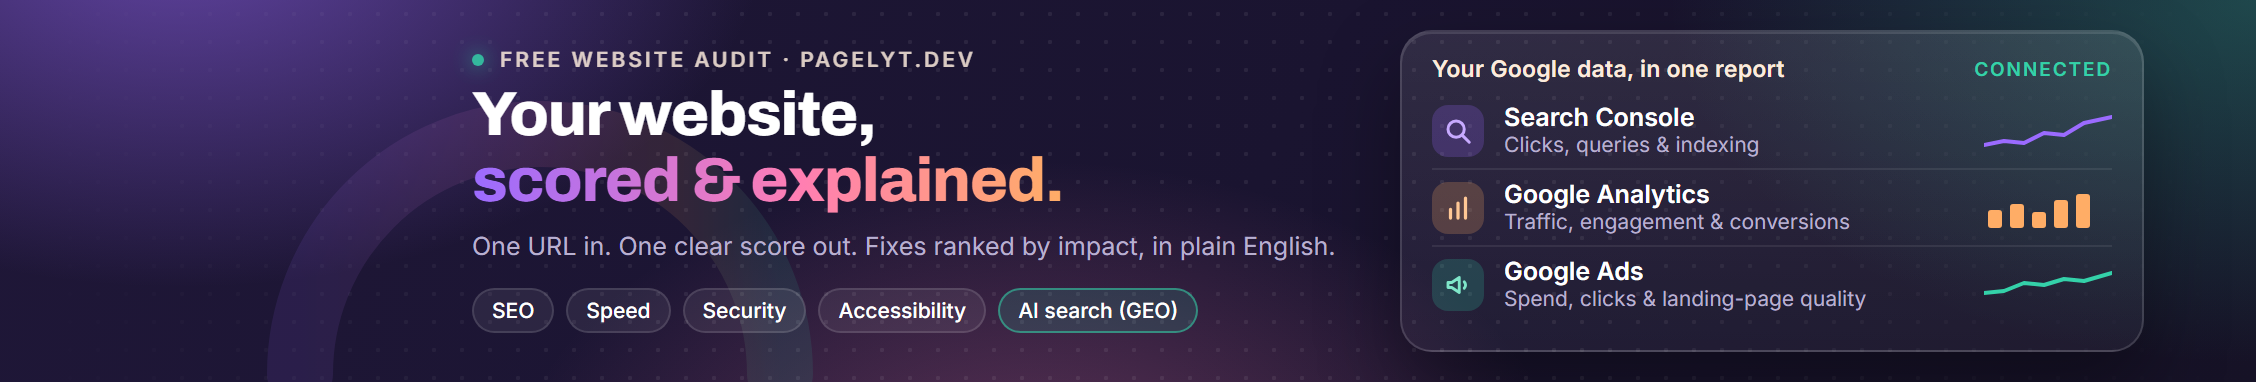 FREE WEBSITE AUDIT · PAGELYT.DEV
Your website,
scored & explained.
One URL in. One clear score out. Fixes ranked by impact, in plain English.
SEO
Speed
Security
Accessibility
AI search (GEO)
Your Google data, in one report
CONNECTED
Search Console
Clicks, queries & indexing
Google Analytics
Traffic, engagement & conversions
Google Ads
Spend, clicks & landing-page quality